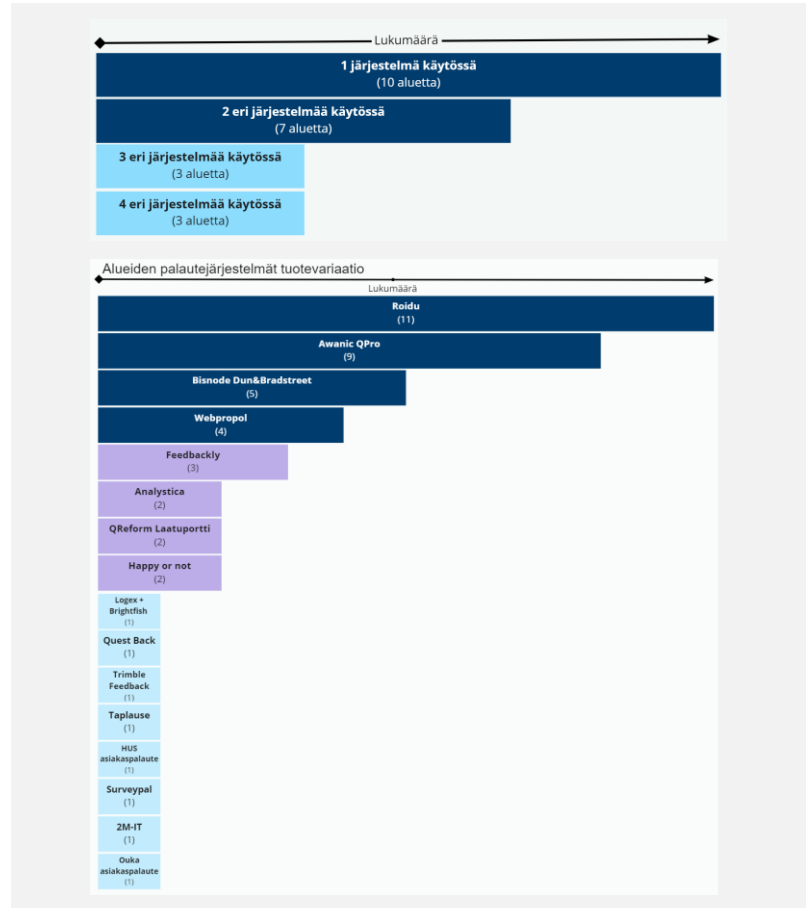 Lukumäärä
1 järjestelmä käytössä
(10 aluetta)
2 eri järjestelmää käytössä
(7 aluetta)
3 eri järjestelmää käytössä
(3 aluetta)
4 eri järjestelmää käytössä
(3 aluetta)
Alueiden palautejärjestelmät tuotevariaatio
Lukumäärä
Roidu
(11)
Awanic QPro
(9)
Bisnode Dun&Bradstreet
(5)
Webpropol
(4)
Feedbackly
(3)
Analystica
(2)
QReform Laatuportti
(2)
Happy or not
(2)
Logex +
Brightfish
(1)
Quest Back
(1)
Trimble
Feedback
(1)
Taplause
(1)
HUS
asiakaspalaute
(1)
Surveypal
(1)
2M-IT
(1)
Ouka
asiakaspalaute
(1)